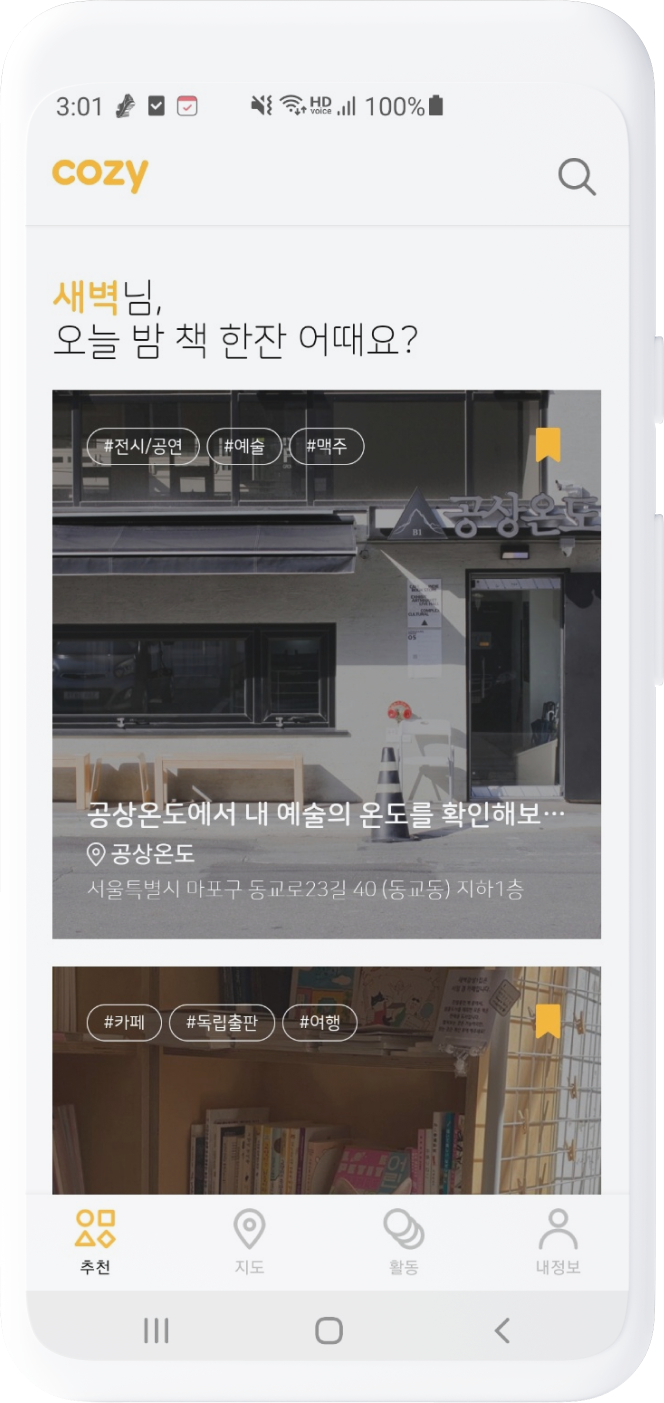 3:01
HD
voice
100%
cozy
새벽님,
오늘 밤 책 한잔 어때요?
#전시/공연 #예술 #맥주
공상온도
B1
공상온도에서 내 예술의 온도를 확인해보…
공상온도
서울특별시 마포구 동교로23길 40 (동교동) 지하1층
#카페 #독립출판 #여행
추천
지도
활동
내정보